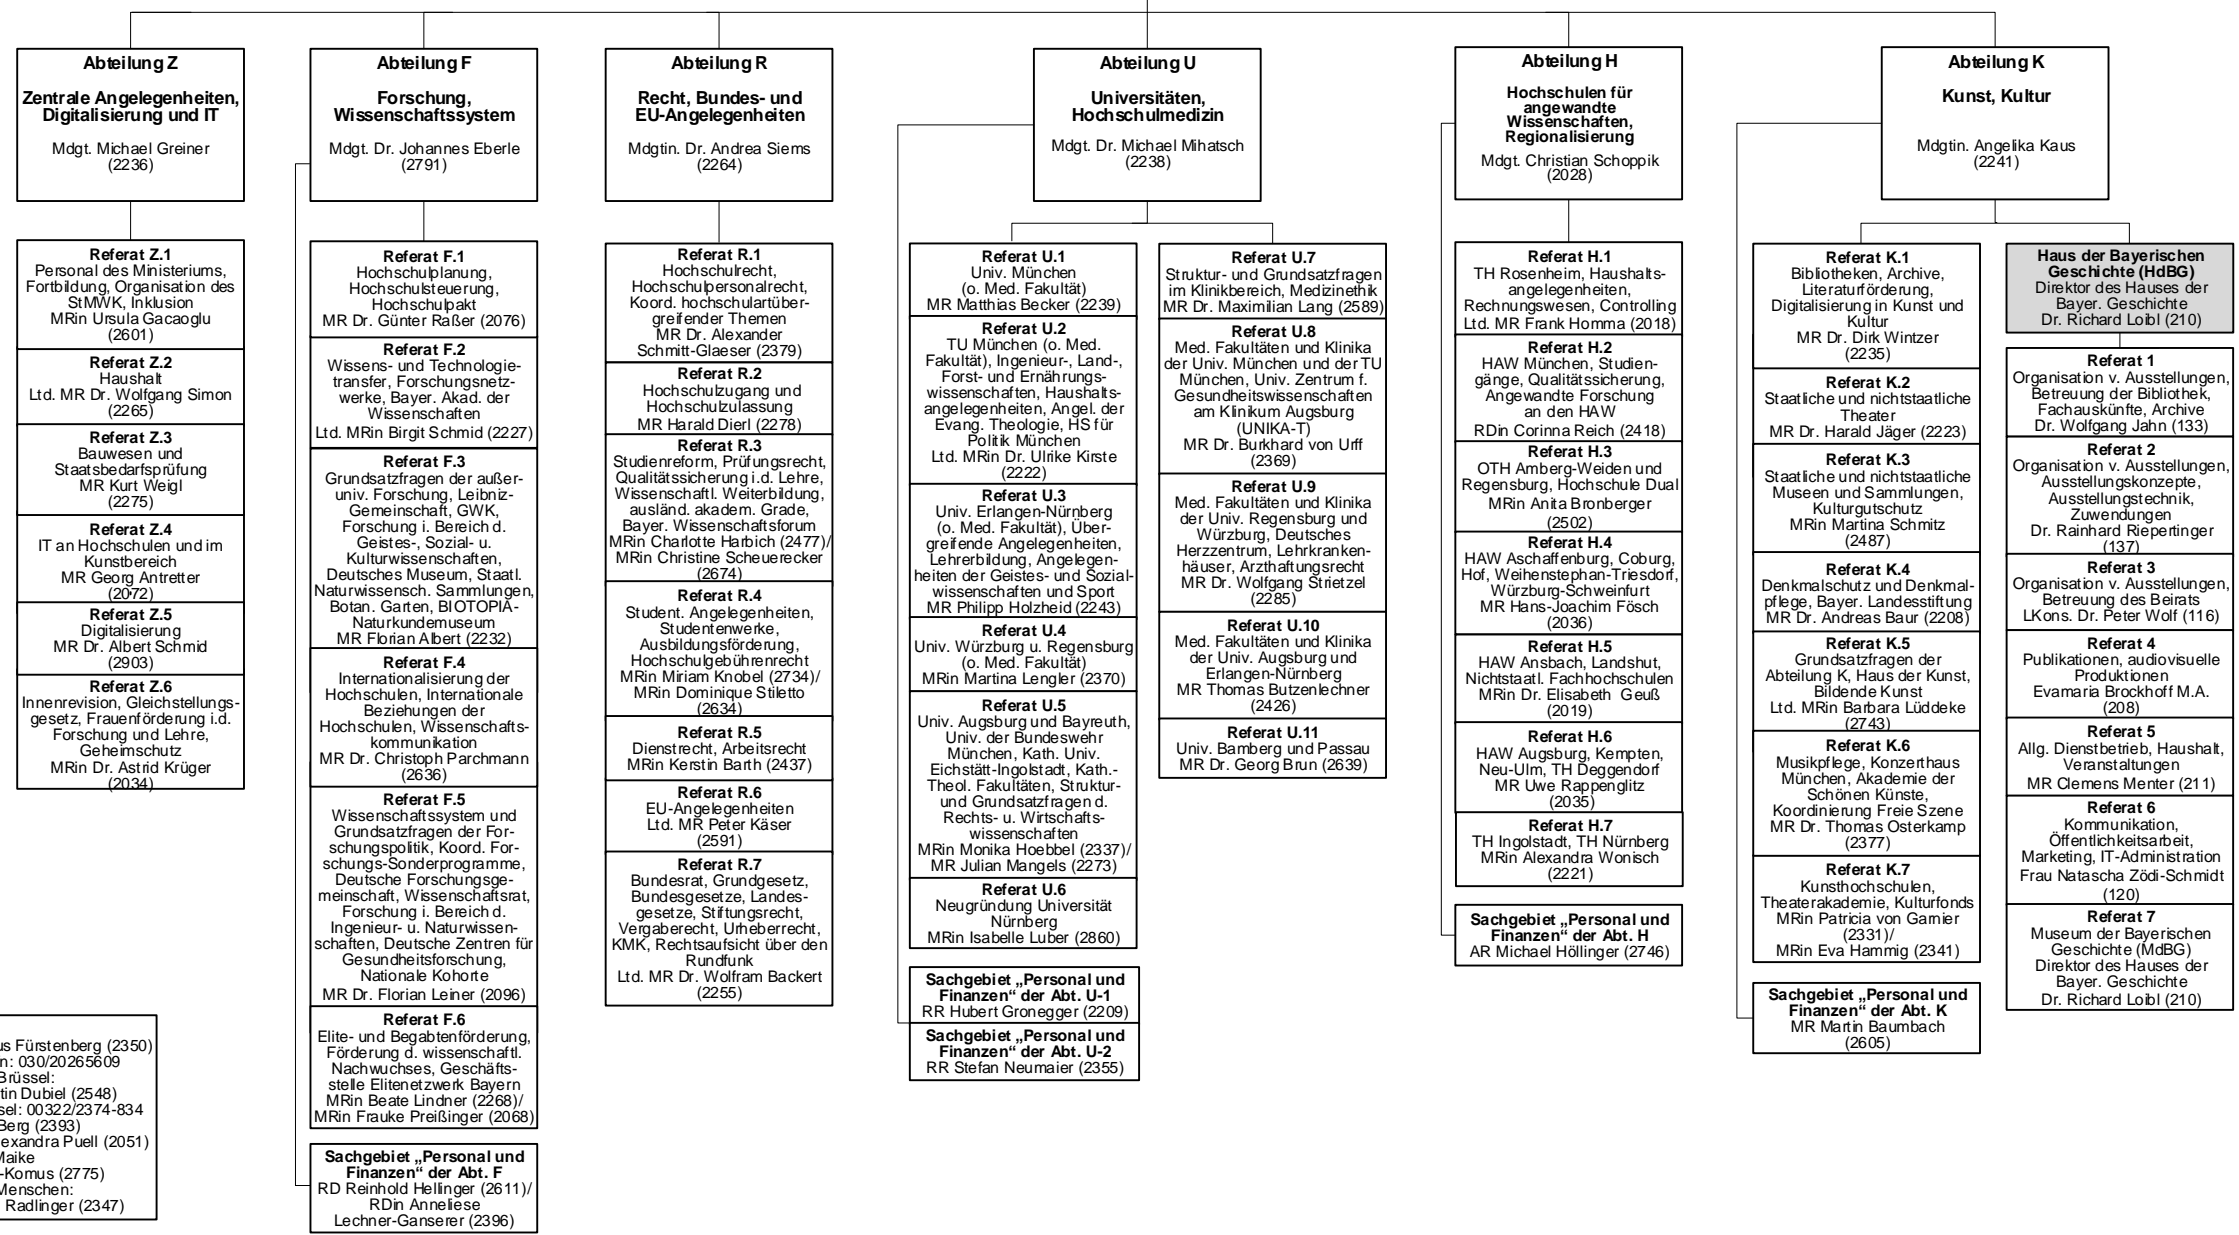 Abteilung Z
Zentrale Angelegenheiten,
Digitalisierung und IT
Mdgt. Michael Greiner
(2236)
Referat Z.1
Personal des Ministeriums,
Fortbildung, Organisation des
StMWK, Inklusion
MRin Ursula Gacaoglu
(2601)
Referat Z.2
Haushalt
Ltd. MR Dr. Wolfgang Simon
(2265)
Referat Z.3
Bauwesen und
Staatsbedarfsprüfung
MR Kurt Weigl
(2275)
Referat Z.4
IT an Hochschulen und im
Kunstbereich
MR Georg Antretter
(2072)
Referat Z.5
Digitalisierung
MR Dr. Albert Schmid
(2903)
Referat Z.6
Innenrevision, Gleichstellungs-
gesetz, Frauenförderung i.d.
Forschung und Lehre,
Geheimschutz
MRin Dr. Astrid Krüger
(2034)
us Fürstenberg (2350)
n: 030/20265609
Brüssel:
tin Dubiel (2548)
sel: 00322/2374-834
Berg (2393)
exandra Puell (2051)
Maike
-Komus (2775)
Menschen:
Radlinger (2347)
Abteilung F
Forschung,
Wissenschaftssystem
Mdgt. Dr. Johannes Eberle
(2791)
Referat F.1
Hochschulplanung,
Hochschulsteuerung,
Hochschulpakt
MR Dr. Günter Raßer (2076)
Referat F.2
Wissens- und Technologie-
transfer, Forschungsnetz-
werke, Bayer. Akad. der
Wissenschaften
Ltd. MRin Birgit Schmid (2227)
Referat F.3
Grundsatzfragen der außer-
univ. Forschung, Leibniz-
Gemeinschaft, GWK,
Forschung i. Bereich d.
Geistes-, Sozial- u.
Kulturwissenschaften,
Deutsches Museum, Staatl.
Naturwissensch. Sammlungen,
Botan. Garten, BIOTOPIA-
Naturkundemuseum
MR Florian Albert (2232)
Referat F.4
Internationalisierung der
Hochschulen, Internationale
Beziehungen der
Hochschulen, Wissenschafts-
kommunikation
MR Dr. Christoph Parchmann
(2636)
Referat F.5
Wissenschaftssystem und
Grundsatzfragen der For-
schungspolitik, Koord. For-
schungs-Sonderprogramme,
Deutsche Forschungsge-
meinschaft, Wissenschaftsrat,
Forschung i. Bereich d.
Ingenieur- u. Naturwissen-
schaften, Deutsche Zentren für
Gesundheitsforschung,
Nationale Kohorte
MR Dr. Florian Leiner (2096)
Referat F.6
Elite- und Begabtenförderung,
Förderung d. wissenschaftl.
Nachwuchses, Geschäfts-
stelle Elitenetzwerk Bayern
MRin Beate Lindner (2268)/
MRin Frauke Preißinger (2068)
Sachgebiet „Personal und
Finanzen“ der Abt. F
RD Reinhold Hellinger (2611)/
RDin Anneliese
Lechner-Ganserer (2396)
Abteilung R
Recht, Bundes- und
EU-Angelegenheiten
Mdgtin. Dr. Andrea Siems
(2264)
Referat R.1
Hochschulrecht,
Hochschulpersonalrecht,
Koord. hochschulartüber-
greifender Themen
MR Dr. Alexander
Schmitt-Glaeser (2379)
Referat R.2
Hochschulzugang und
Hochschulzulassung
MR Harald Dierl (2278)
Referat R.3
Studienreform, Prüfungsrecht,
Qualitätssicherung i.d. Lehre,
Wissenschaftl. Weiterbildung,
ausländ. akadem. Grade,
Bayer. Wissenschaftsforum
MRin Charlotte Harbich (2477)/
MRin Christine Scheuerecker
(2674)
Referat R.4
Student. Angelegenheiten,
Studentenwerke,
Ausbildungsförderung,
Hochschulgebührenrecht
MRin Miriam Knobel (2734)/
MRin Dominique Stiletto
(2634)
Referat R.5
Dienstrecht, Arbeitsrecht
MRin Kerstin Barth (2437)
Referat R.6
EU-Angelegenheiten
Ltd. MR Peter Käser
(2591)
Referat R.7
Bundesrat, Grundgesetz,
Bundesgesetze, Landes-
gesetze, Stiftungsrecht,
Vergaberecht, Urheberrecht,
KMK, Rechtsaufsicht über den
Rundfunk
Ltd. MR Dr. Wolfram Backert
(2255)
Abteilung U
Universitäten,
Hochschulmedizin
Mdgt. Dr. Michael Mihatsch
(2238)
Referat U.1
Univ. München
(o. Med. Fakultät)
MR Matthias Becker (2239)
Referat U.2
TU München (o. Med.
Fakultät), Ingenieur-, Land-,
Forst- und Ernährungs-
wissenschaften, Haushalts-
angelegenheiten, Angel. der
Evang. Theologie, HS für
Politik München
Ltd. MRin Dr. Ulrike Kirste
(2222)
Referat U.3
Univ. Erlangen-Nürnberg
(o. Med. Fakultät), Über-
greifende Angelegenheiten,
Lehrerbildung, Angelegen-
heiten der Geistes- und Sozial-
wissenschaften und Sport
MR Philipp Holzheid (2243)
Referat U.4
Univ. Würzburg u. Regensburg
(o. Med. Fakultät)
MRin Martina Lengler (2370)
Referat U.5
Univ. Augsburg und Bayreuth,
Univ. der Bundeswehr
München, Kath. Univ.
Eichstätt-Ingolstadt, Kath.-
Theol. Fakultäten, Struktur-
und Grundsatzfragen d.
Rechts- u. Wirtschafts-
wissenschaften
MRin Monika Hoebbel (2337)/
MR Julian Mangels (2273)
Referat U.6
Neugründung Universität
Nürnberg
MRin Isabelle Luber (2860)
Sachgebiet „Personal und
Finanzen“ der Abt. U-1
RR Hubert Gronegger (2209)
Sachgebiet „Personal und
Finanzen“ der Abt. U-2
RR Stefan Neumaier (2355)
Referat U.7
Struktur- und Grundsatzfragen
im Klinikbereich, Medizinethik
MR Dr. Maximilian Lang (2589)
Referat U.8
Med. Fakultäten und Klinika
der Univ. München und der TU
München, Univ. Zentrum f.
Gesundheitswissenschaften
am Klinikum Augsburg
(UNIKA-T)
MR Dr. Burkhard von Urff
(2369)
Referat U.9
Med. Fakultäten und Klinika
der Univ. Regensburg und
Würzburg, Deutsches
Herzzentrum, Lehrkranken-
häuser, Arzthaftungsrecht
MR Dr. Wolfgang Strietzel
(2285)
Referat U.10
Med. Fakultäten und Klinika
der Univ. Augsburg und
Erlangen-Nürnberg
MR Thomas Butzenlechner
(2426)
Referat U.11
Univ. Bamberg und Passau
MR Dr. Georg Brun (2639)
Abteilung H
Hochschulen für
angewandte
Wissenschaften,
Regionalisierung
Mdgt. Christian Schoppik
(2028)
Referat H.1
TH Rosenheim, Haushalts-
angelegenheiten,
Rechnungswesen, Controlling
Ltd. MR Frank Homma (2018)
Referat H.2
HAW München, Studien-
gänge, Qualitätssicherung,
Angewandte Forschung
an den HAW
RDin Corinna Reich (2418)
Referat H.3
OTH Amberg-Weiden und
Regensburg, Hochschule Dual
MRin Anita Bronberger
(2502)
Referat H.4
HAW Aschaffenburg, Coburg,
Hof, Weihenstephan-Triesdorf,
Würzburg-Schweinfurt
MR Hans-Joachim Fösch
(2036)
Referat H.5
HAW Ansbach, Landshut,
Nichtstaatl. Fachhochschulen
MRin Dr. Elisabeth Geuß
(2019)
Referat H.6
HAW Augsburg, Kempten,
Neu-Ulm, TH Deggendorf
MR Uwe Rappenglitz
(2035)
Referat H.7
TH Ingolstadt, TH Nürnberg
MRin Alexandra Wonisch
(2221)
Sachgebiet „Personal und
Finanzen“ der Abt. H
AR Michael Höllinger (2746)
Abteilung K
Kunst, Kultur
Mdgtin. Angelika Kaus
(2241)
Referat K.1
Bibliotheken, Archive,
Literaturförderung,
Digitalisierung in Kunst und
Kultur
MR Dr. Dirk Wintzer
(2235)
Referat K.2
Staatliche und nichtstaatliche
Theater
MR Dr. Harald Jäger (2223)
Referat K.3
Staatliche und nichtstaatliche
Museen und Sammlungen,
Kulturgutschutz
MRin Martina Schmitz
(2487)
Referat K.4
Denkmalschutz und Denkmal-
pflege, Bayer. Landesstiftung
MR Dr. Andreas Baur (2208)
Referat K.5
Grundsatzfragen der
Abteilung K, Haus der Kunst,
Bildende Kunst
Ltd. MRin Barbara Lüddeke
(2743)
Referat K.6
Musikpflege, Konzerthaus
München, Akademie der
Schönen Künste,
Koordinierung Freie Szene
MR Dr. Thomas Osterkamp
(2377)
Referat K.7
Kunsthochschulen,
Theaterakademie, Kulturfonds
MRin Patricia von Garnier
(2331)/
MRin Eva Hammig (2341)
Sachgebiet „Personal und
Finanzen“ der Abt. K
MR Martin Baumbach
(2605)
Haus der Bayerischen
Geschichte (HdBG)
Direktor des Hauses der
Bayer. Geschichte
Dr. Richard Loibl (210)
Referat 1
Organisation v. Ausstellungen,
Betreuung der Bibliothek,
Fachauskünfte, Archive
Dr. Wolfgang Jahn (133)
Referat 2
Organisation v. Ausstellungen,
Ausstellungskonzepte,
Ausstellungstechnik,
Zuwendungen
Dr. Rainhard Riepertinger
(137)
Referat 3
Organisation v. Ausstellungen,
Betreuung des Beirats
LKons. Dr. Peter Wolf (116)
Referat 4
Publikationen, audiovisuelle
Produktionen
Evamaria Brockhoff M.A.
(208)
Referat 5
Allg. Dienstbetrieb, Haushalt,
Veranstaltungen
MR Clemens Menter (211)
Referat 6
Kommunikation,
Öffentlichkeitsarbeit,
Marketing, IT-Administration
Frau Natascha Zödi-Schmidt
(120)
Referat 7
Museum der Bayerischen
Geschichte (MdBG)
Direktor des Hauses der
Bayer. Geschichte
Dr. Richard Loibl (210)